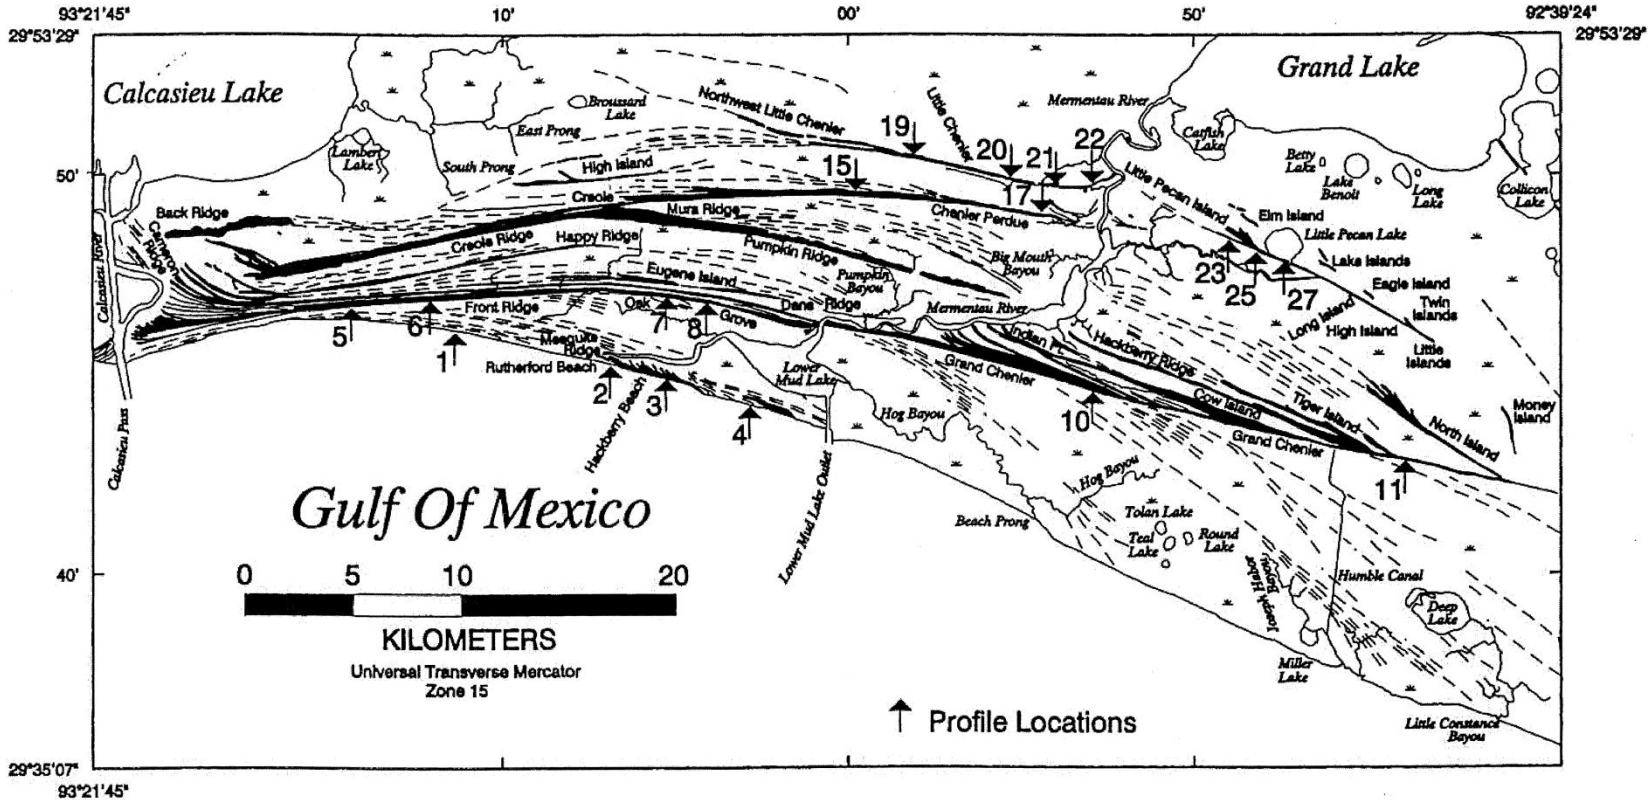 93°21'45"
10'
00'
50'
92°39'24"
29°53'29"
29°53'29"
Calcasieu Lake
Grand Lake
Broussard
Lake
East Prong
South Prong
Lambert
Lake
Northwest Little Chenier
19
Little Chenier
20
21
22
Mermentau River
Catfish
Lake
Betty
Lake
Lake
Benoit
Long
Lake
Collicon
Lake
50'
High Island
15
17
Little Pecan Island
Elm Island
Little Pecan Lake
Back Ridge
Creole
Mura Ridge
Chenier Perdue
Cameron
Ridge
Creole Ridge
Happy Ridge
Pumpkin Ridge
Big Mouth
Bayou
23
25
27
Lake Islands
Eagle Island
Calcasieu River
Eugene Island
Pumpkin
Bayou
Twin
Islands
Long Island
High Island
Front Ridge
Oak
Grove
Dane Ridge
Mermentau River
5
6
1
7
8
Indian Pt.
Hackberry Ridge
Little
Islands
Mesquite
Ridge
Rutherford Beach
2
Hackberry Beach
3
4
Lower
Mud Lake
Grand Chenier
Hog Bayou
10
Cow Island
Tiger Island
Grand Chenier
North Island
Money
Island
11
Calcasieu Pass
Gulf Of Mexico
Lower Mud Lake Outlet
Hog Bayou
Beach Prong
Tolan Lake
Teal
Lake
Round
Lake
Joseph Harbor
Bayou
Humble Canal
Deep
Lake
40'
0
5
10
20
KILOMETERS
Universal Transverse Mercator
Zone 15
Miller
Lake
Profile Locations
Little Constance
Bayou
29°35'07"
93°21'45"